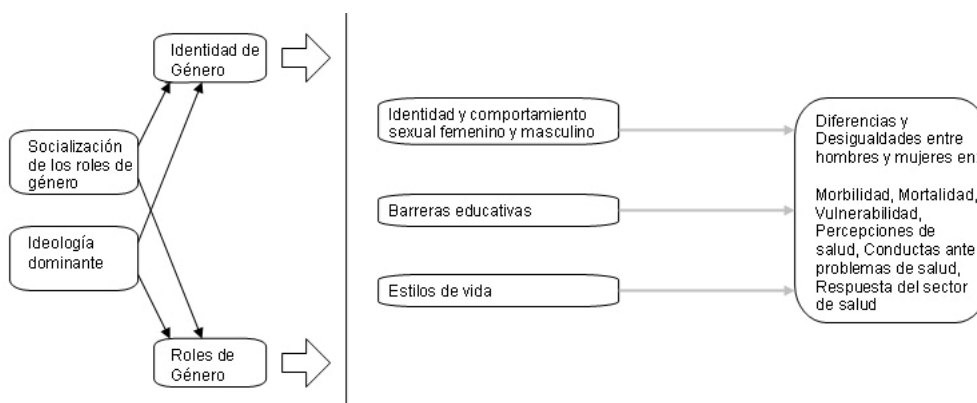 Identidad de
Género
Socialización
de los roles de
género
Ideología
dominante
Roles de
Género
Identidad y comportamiento
sexual femenino y masculino
Barreras educativas
Estilos de vida
Diferencias y
Desigualdades entre
hombres y mujeres en:
Morbilidad, Mortalidad,
Vulnerabilidad,
Percepciones de
salud, Conductas ante
problemas de salud,
Respuesta del sector
de salud